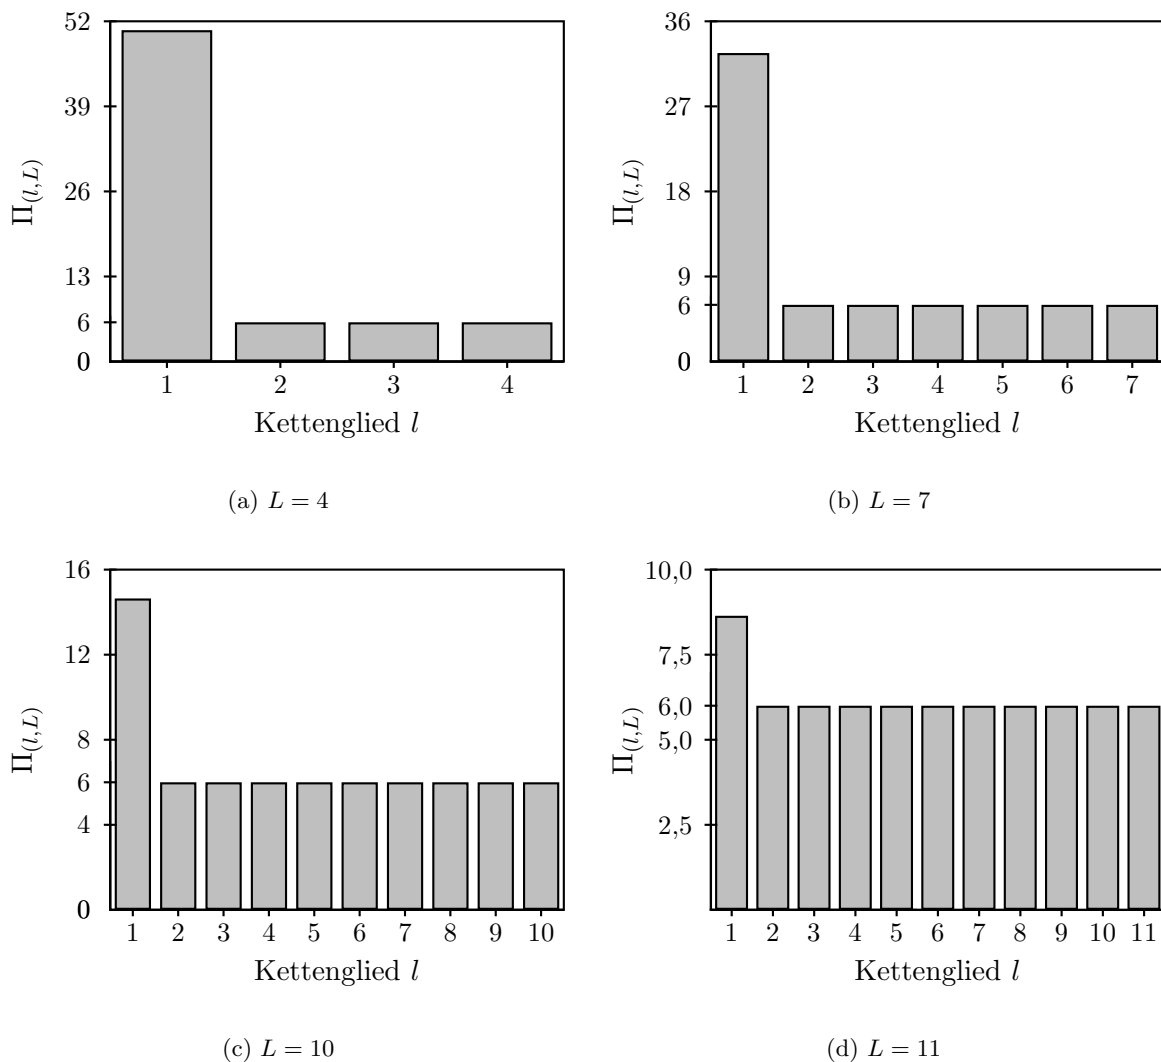 52
39
26
13
6
0
Π(l,L)
1 2 3 4
Kettenglied l
(a) L = 4
36
27
18
9
6
0
Π(l,L)
1 2 3 4 5 6 7
Kettenglied l
(b) L = 7
16
12
8
6
4
0
Π(l,L)
1 2 3 4 5 6 7 8 9 10
Kettenglied l
(c) L = 10
10,0
7,5
6,0
5,0
2,5
Π(l,L)
1 2 3 4 5 6 7 8 9 10 11
Kettenglied l
(d) L = 11